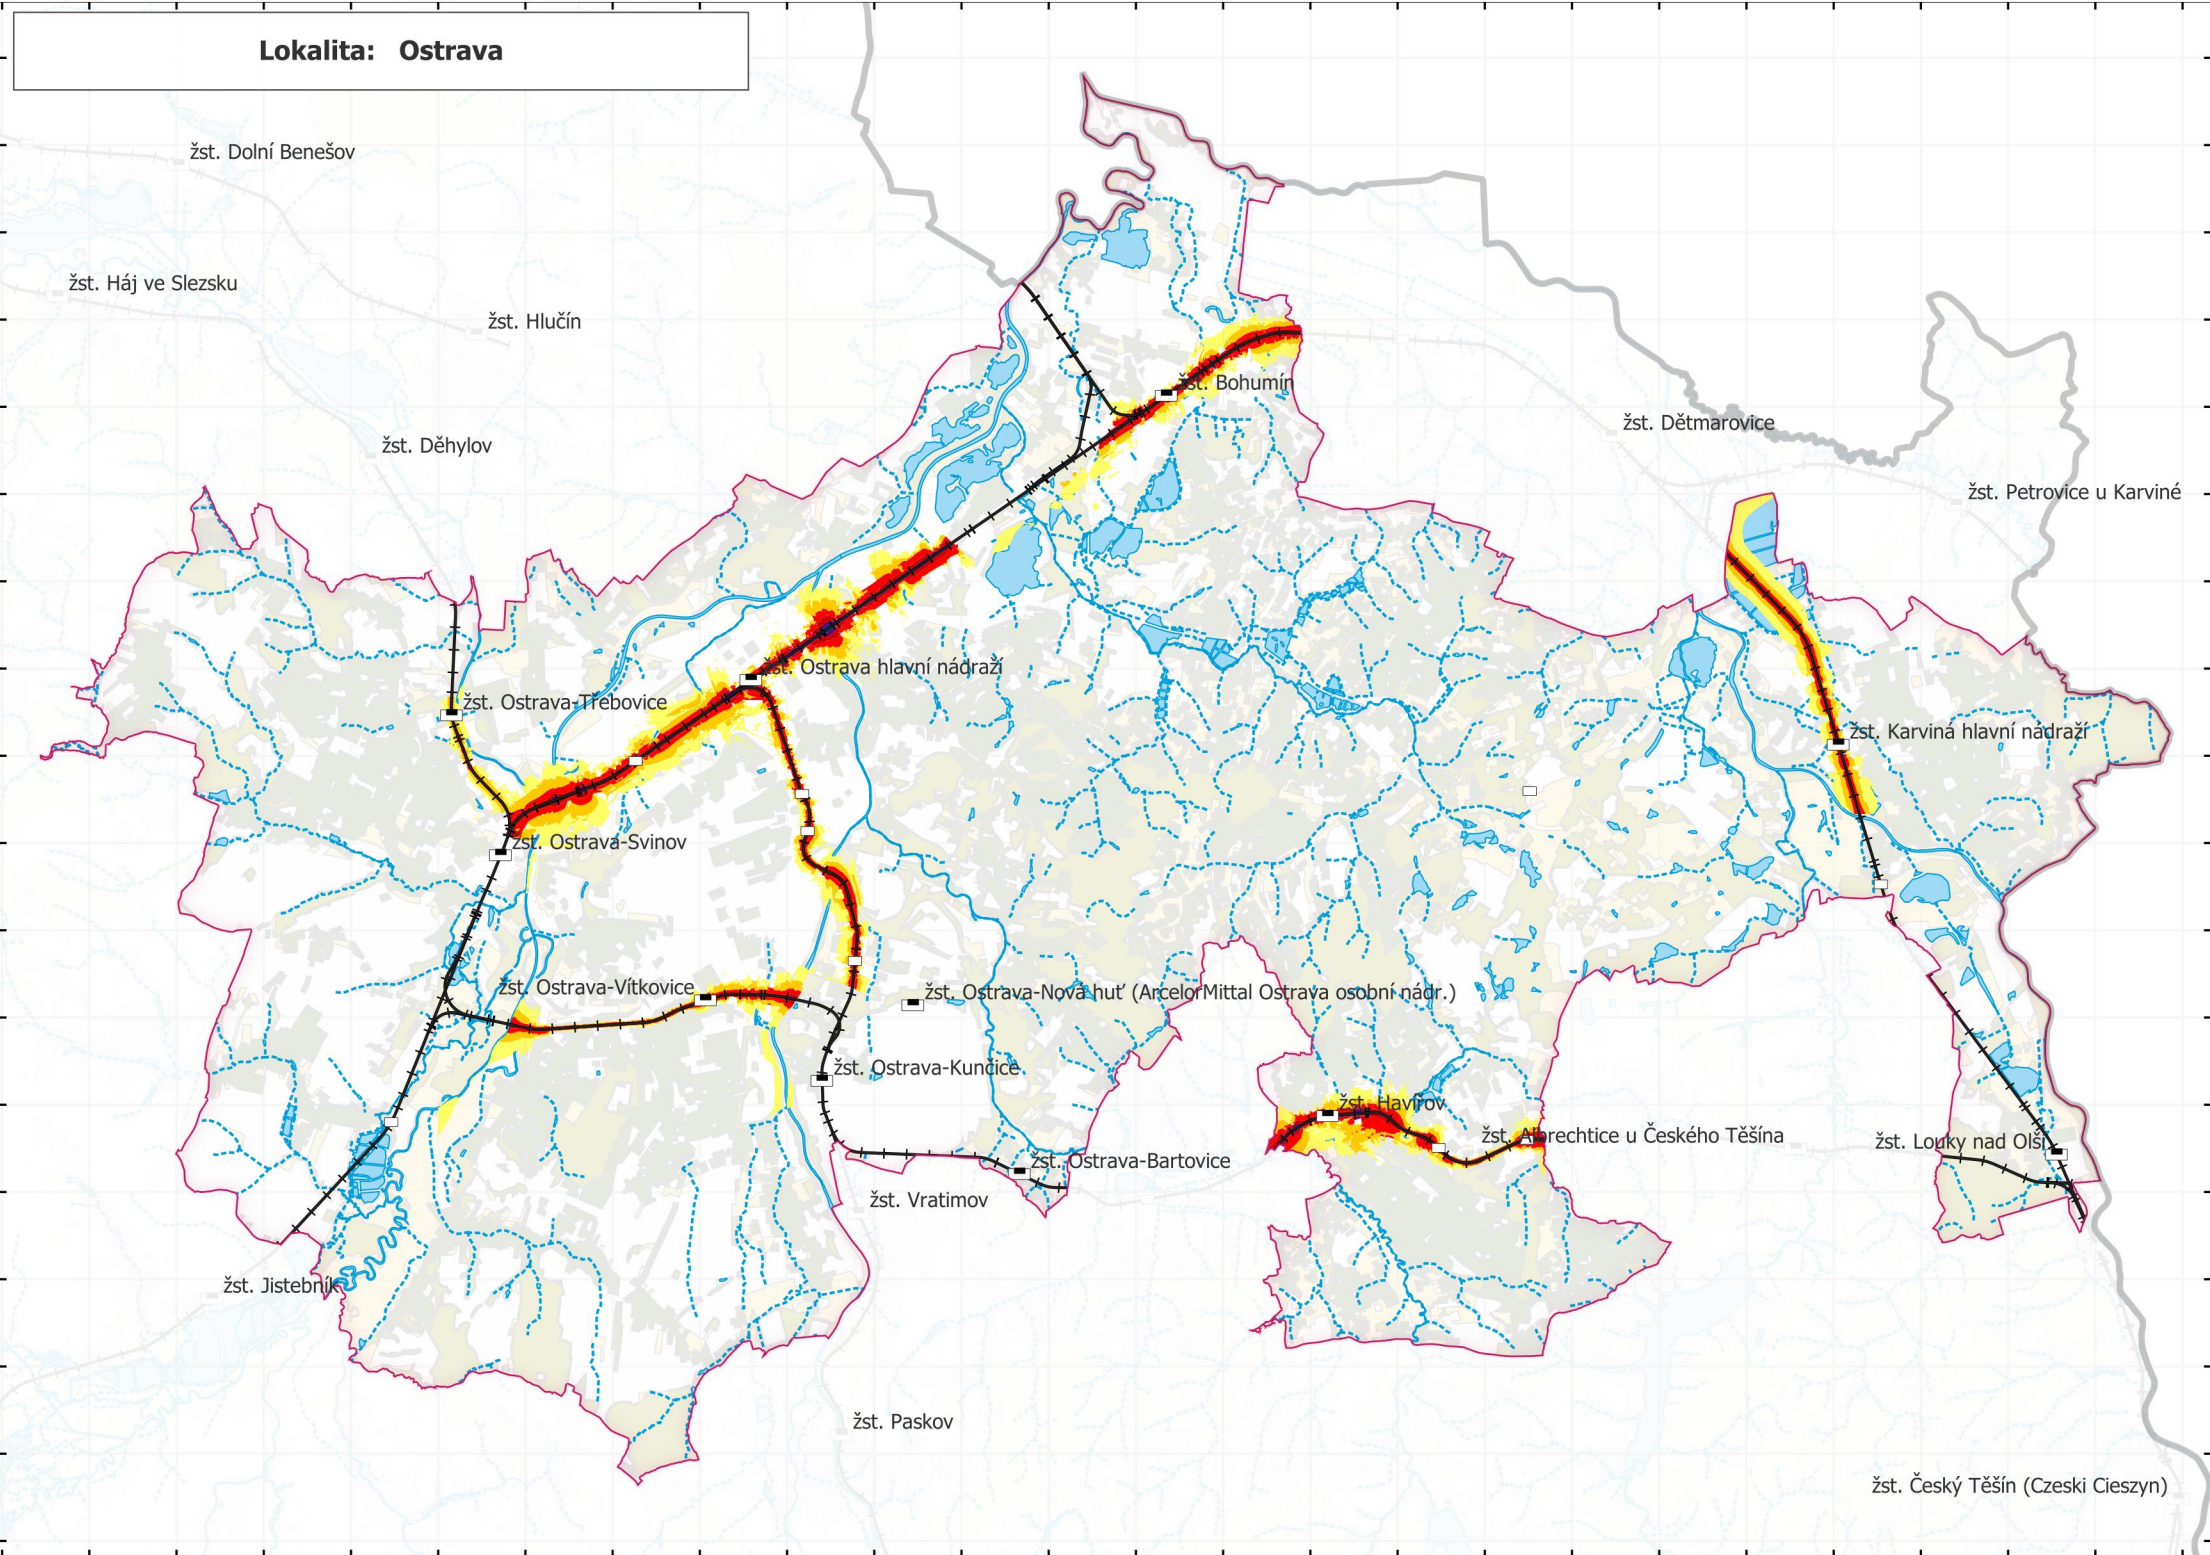 Lokalita: Ostrava
žst. Dolní Benešov
žst. Háj ve Slezsku
žst. Hlučín
žst. Bohumín
žst. Dětmarovice
žst. Děhylov
žst. Petrovice u Karviné
žst. Ostrava hlavní nádraží
žst. Ostrava-Třebovice
žst. Karviná hlavní nádraží
žst. Ostrava-Svinov
žst. Ostrava-Vítkovice
žst. Ostrava-Nová huť (ArcelorMittal Ostrava osobní nádr.)
žst. Ostrava-Kunčice
žst. Havířov
žst. Albrechtice u Českého Těšína
žst. Louky nad Olší
žst. Ostrava-Bartovice
žst. Vratimov
žst. Jistebník
žst. Paskov
žst. Český Těšín (Czeski Cieszyn)